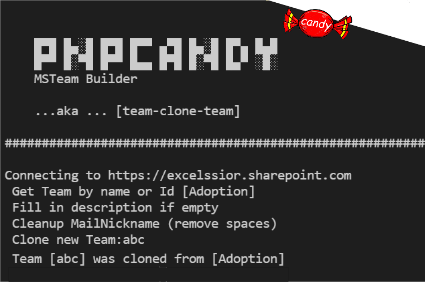 candy
PNPCANDY
MSTeam Builder
...aka ... [team-clone-team]
##########################################################
Connecting to https://excelssior.sharepoint.com
Get Team by name or Id [Adoption]
Fill in description if empty
Cleanup MailNickname (remove spaces)
Clone new Team:abc
Team [abc] was cloned from [Adoption]